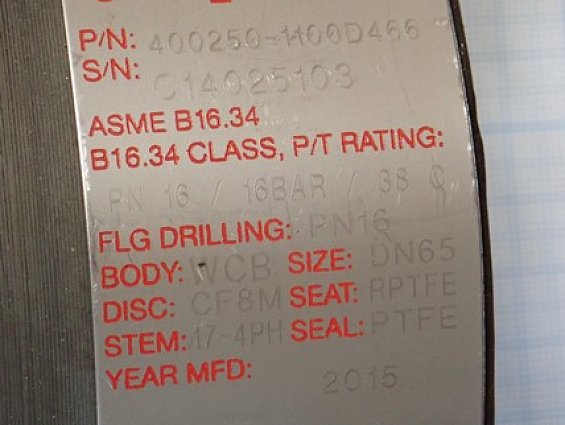 P/N: 400250-1100D466
S/N: C14025103
ASME B16.34
B16.34 CLASS, P/T RATING:
PN 16 / 16BAR / 38 C
FLG DRILLING: PN16
BODY: WCB SIZE: DN65
DISC: CF8M SEAT: RPTFE
STEM: 17-4PH SEAL: PTFE
YEAR MFD: 2015